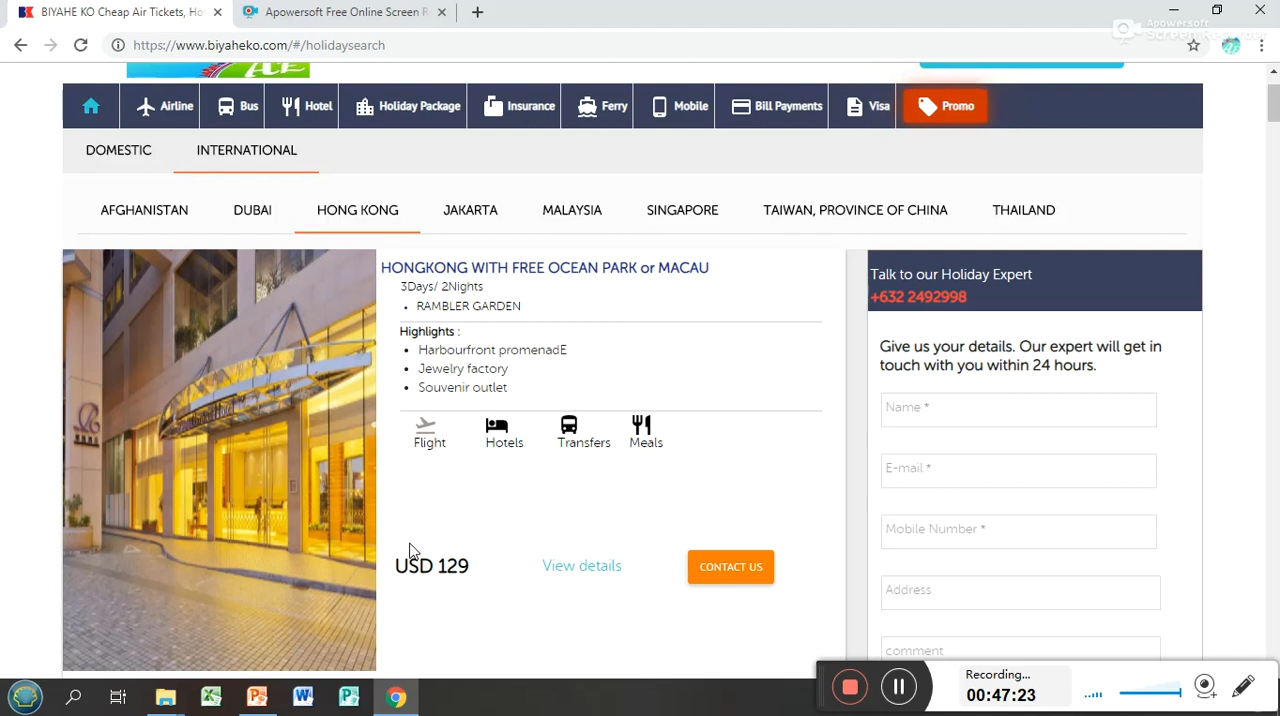 BIYAHE KO Cheap Air Tickets, Ho
Apowersoft Free Online Screen R
Apowersoft
Screen Recorder
https://www.biyaheko.com/#/holidaysearch
Airline
Bus
Hotel
Holiday Package
Insurance
Ferry
Mobile
Bill Payments
Visa
Promo
DOMESTIC
INTERNATIONAL
AFGHANISTAN
DUBAI
HONG KONG
JAKARTA
MALAYSIA
SINGAPORE
TAIWAN, PROVINCE OF CHINA
THAILAND
HONGKONG WITH FREE OCEAN PARK or MACAU
3Days/ 2Nights
RAMBLER GARDEN
Highlights :
Harbourfront promenadE
Jewelry factory
Souvenir outlet
Flight
Hotels
Transfers
Meals
USD 129
View details
CONTACT US
Talk to our Holiday Expert
+632 2492998
Give us your details. Our expert will get in
touch with you within 24 hours.
Name *
E-mail *
Mobile Number *
Address
comment
Recording...
00:47:23